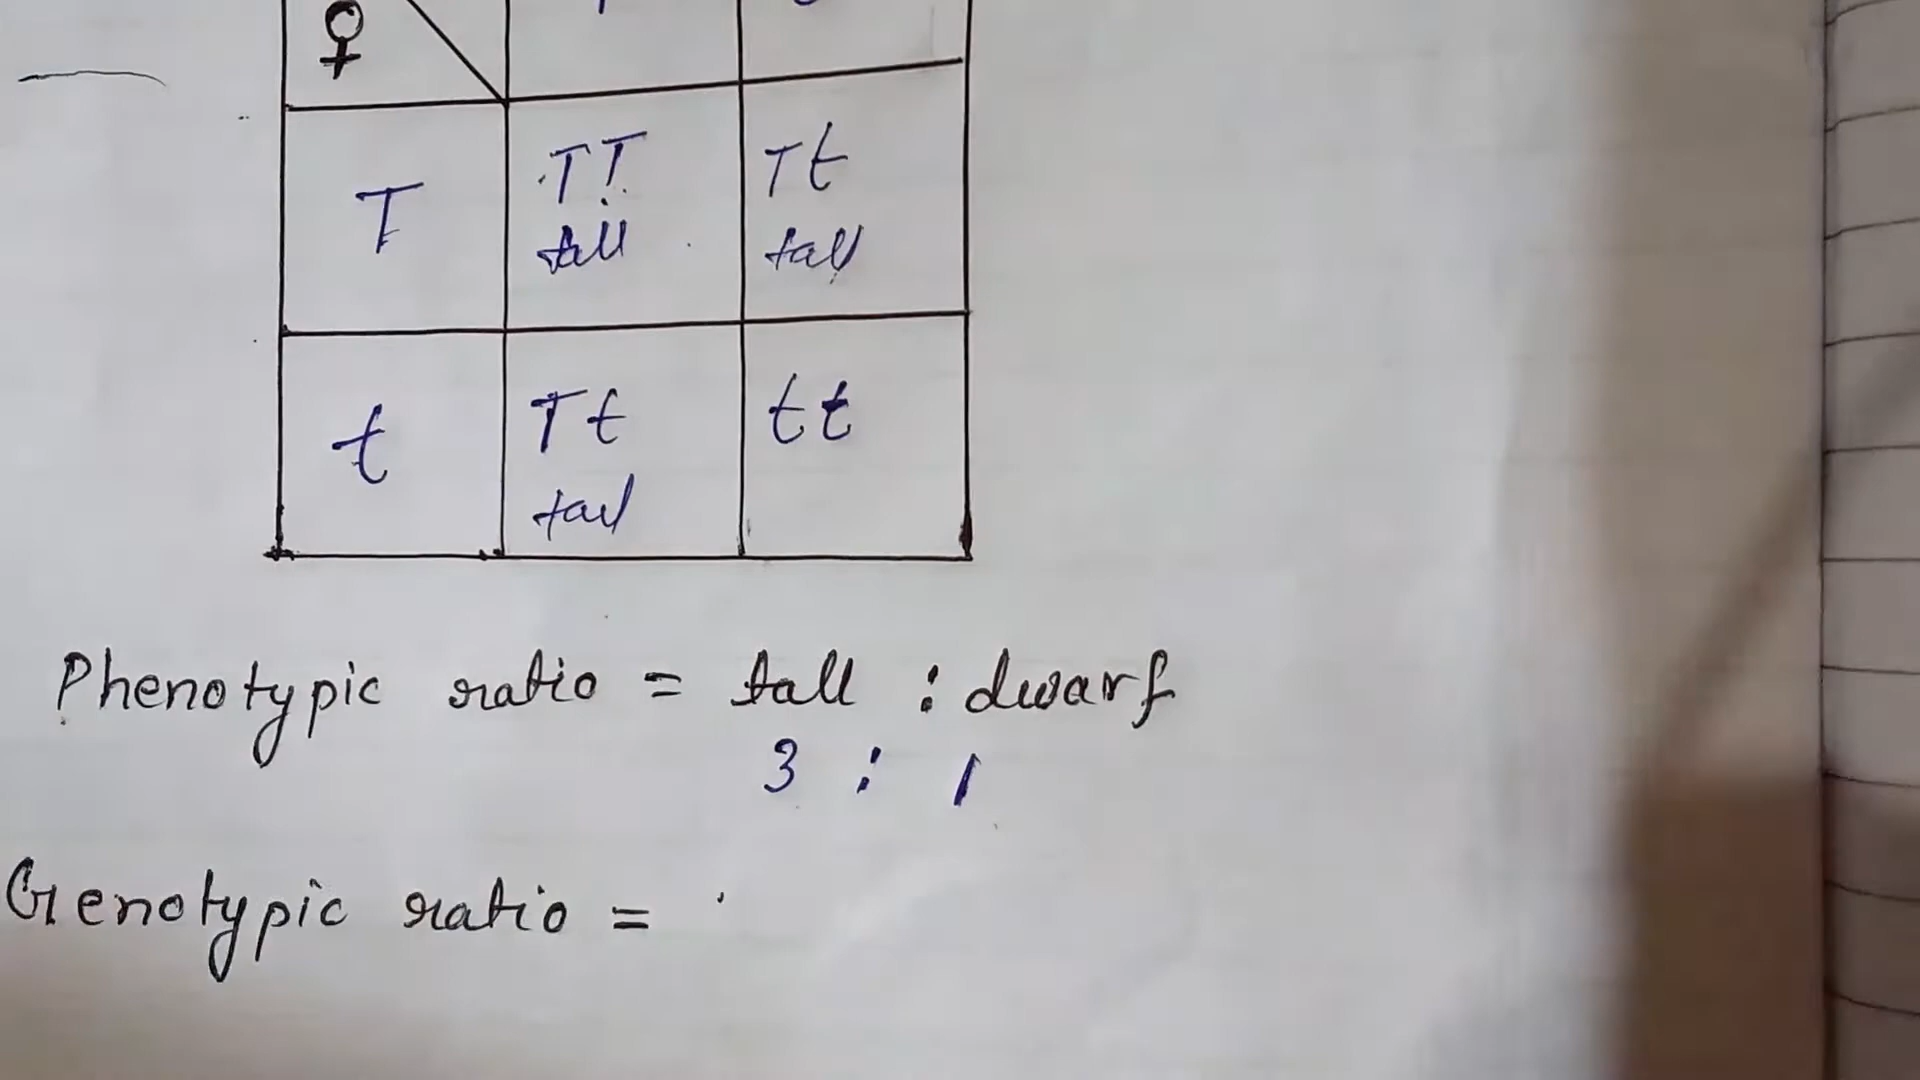 ♀
T TT Tt
tall tall
t Tt tt
tall
Phenotypic ratio = tall : dwarf
3 : 1
Genotypic ratio =